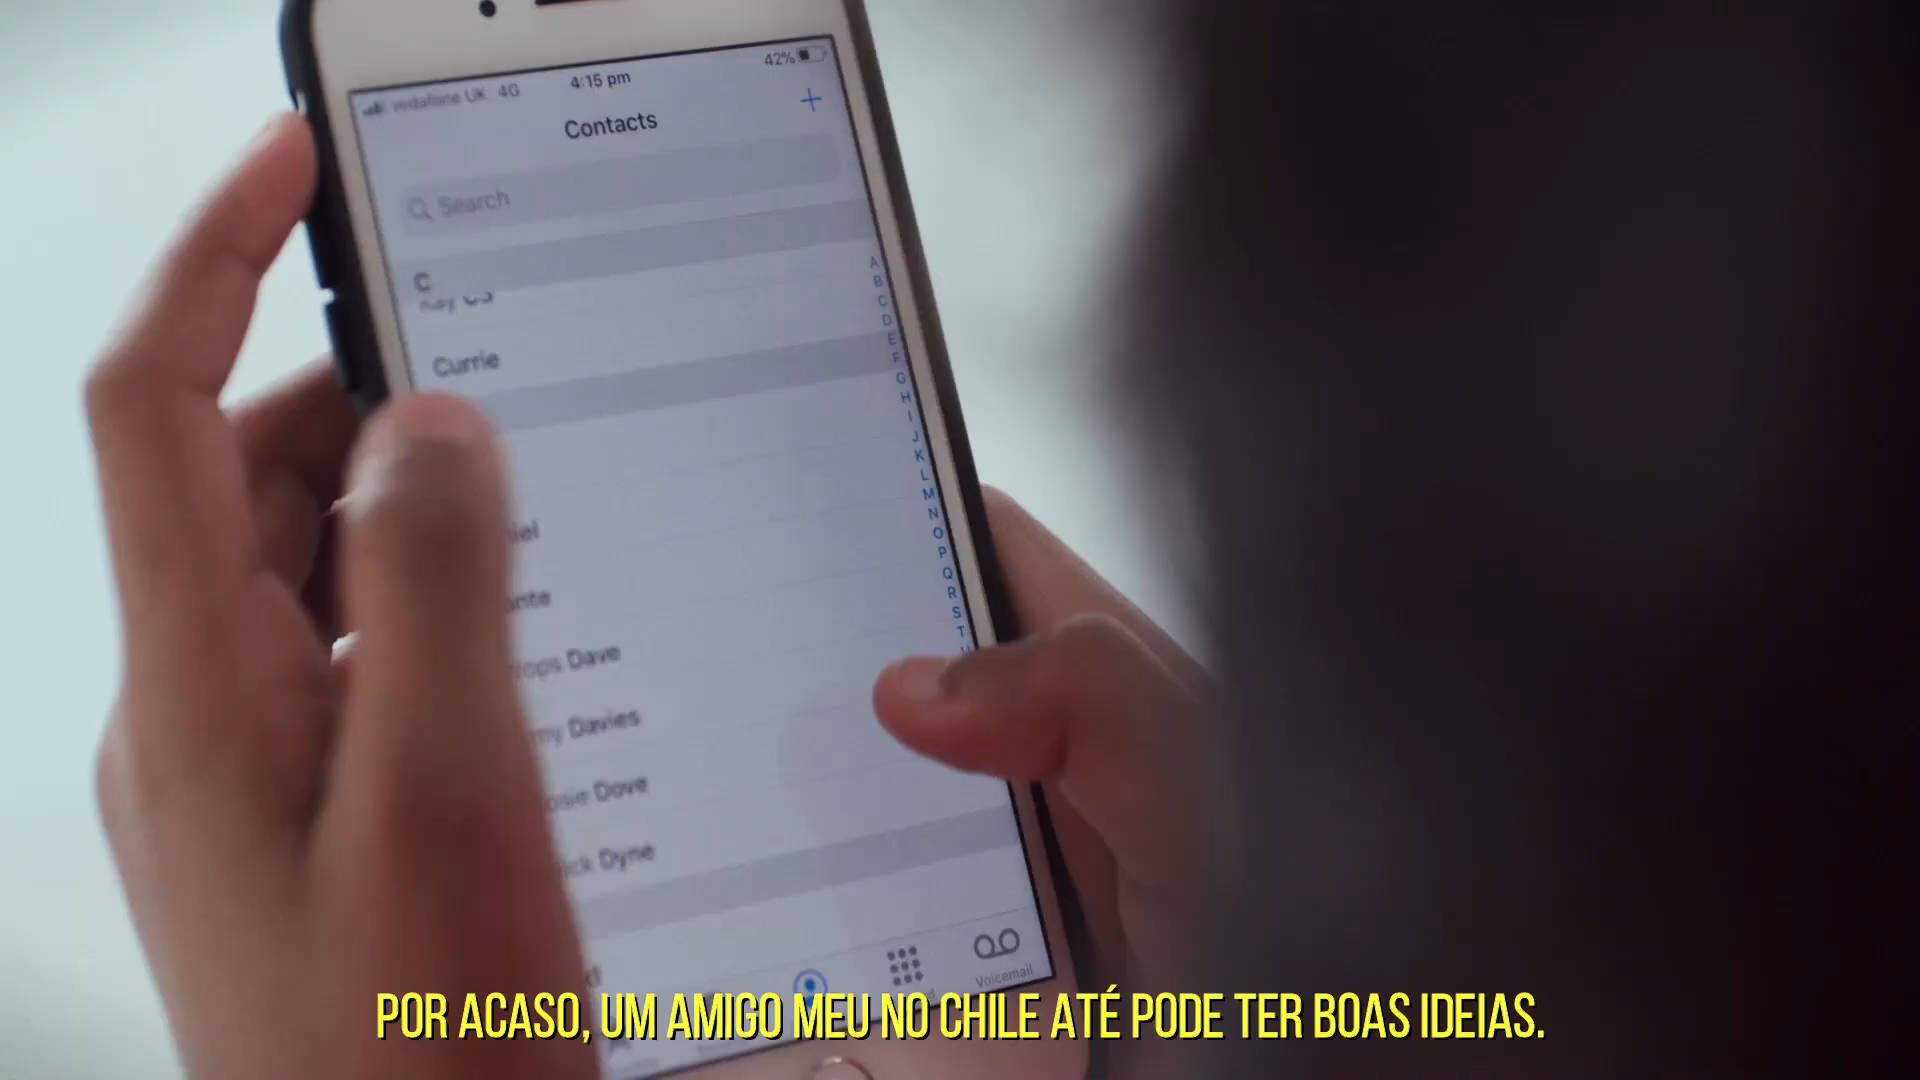 vodafone UK 4G 4:15 pm 42%
Contacts
Search
C
Currie
Dave
Davies
Dove
Dyne
A
B
C
D
E
F
G
H
I
J
K
L
M
N
O
P
Q
R
S
T
Voicemail
POR ACASO, UM AMIGO MEU NO CHILE ATÉ PODE TER BOAS IDEIAS.